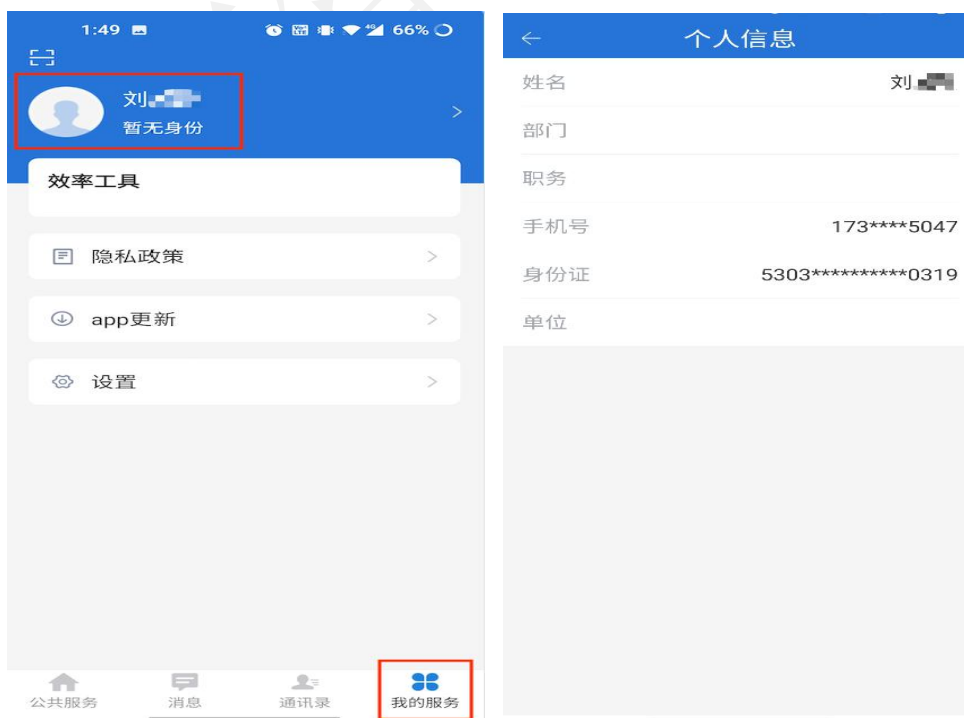 1:49 66%
刘
暂无身份
效率工具
隐私政策
app更新
设置
公共服务 消息 通讯录 我的服务
个人信息
姓名 刘
部门
职务
手机号 173****5047
身份证 5303**********0319
单位